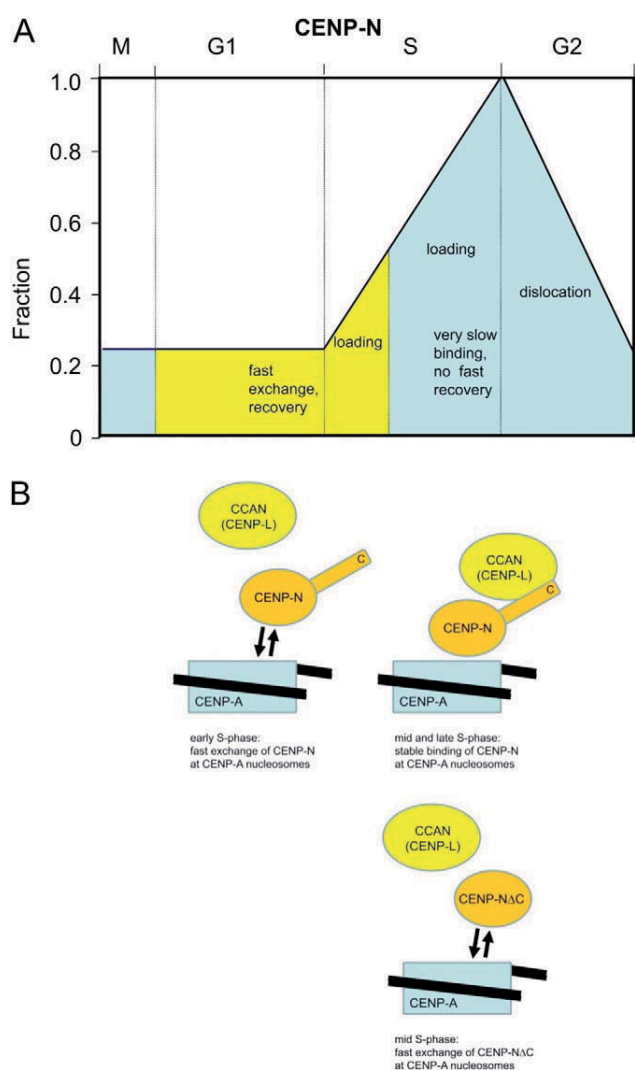 A
CENP-N
M G1 S G2
Fraction
1.0
0.8
0.6
0.4
0.2
0
loading
dislocation
loading
very slow
binding,
no fast
recovery
fast
exchange,
recovery
B
CCAN
(CENP-L)
C
CENP-N
CENP-A
early S-phase:
fast exchange of CENP-N
at CENP-A nucleosomes
CCAN
(CENP-L)
C
CENP-N
CENP-A
mid and late S-phase:
stable binding of CENP-N
at CENP-A nucleosomes
CCAN
(CENP-L)
CENP-NΔC
CENP-A
mid S-phase:
fast exchange of CENP-NΔC
at CENP-A nucleosomes